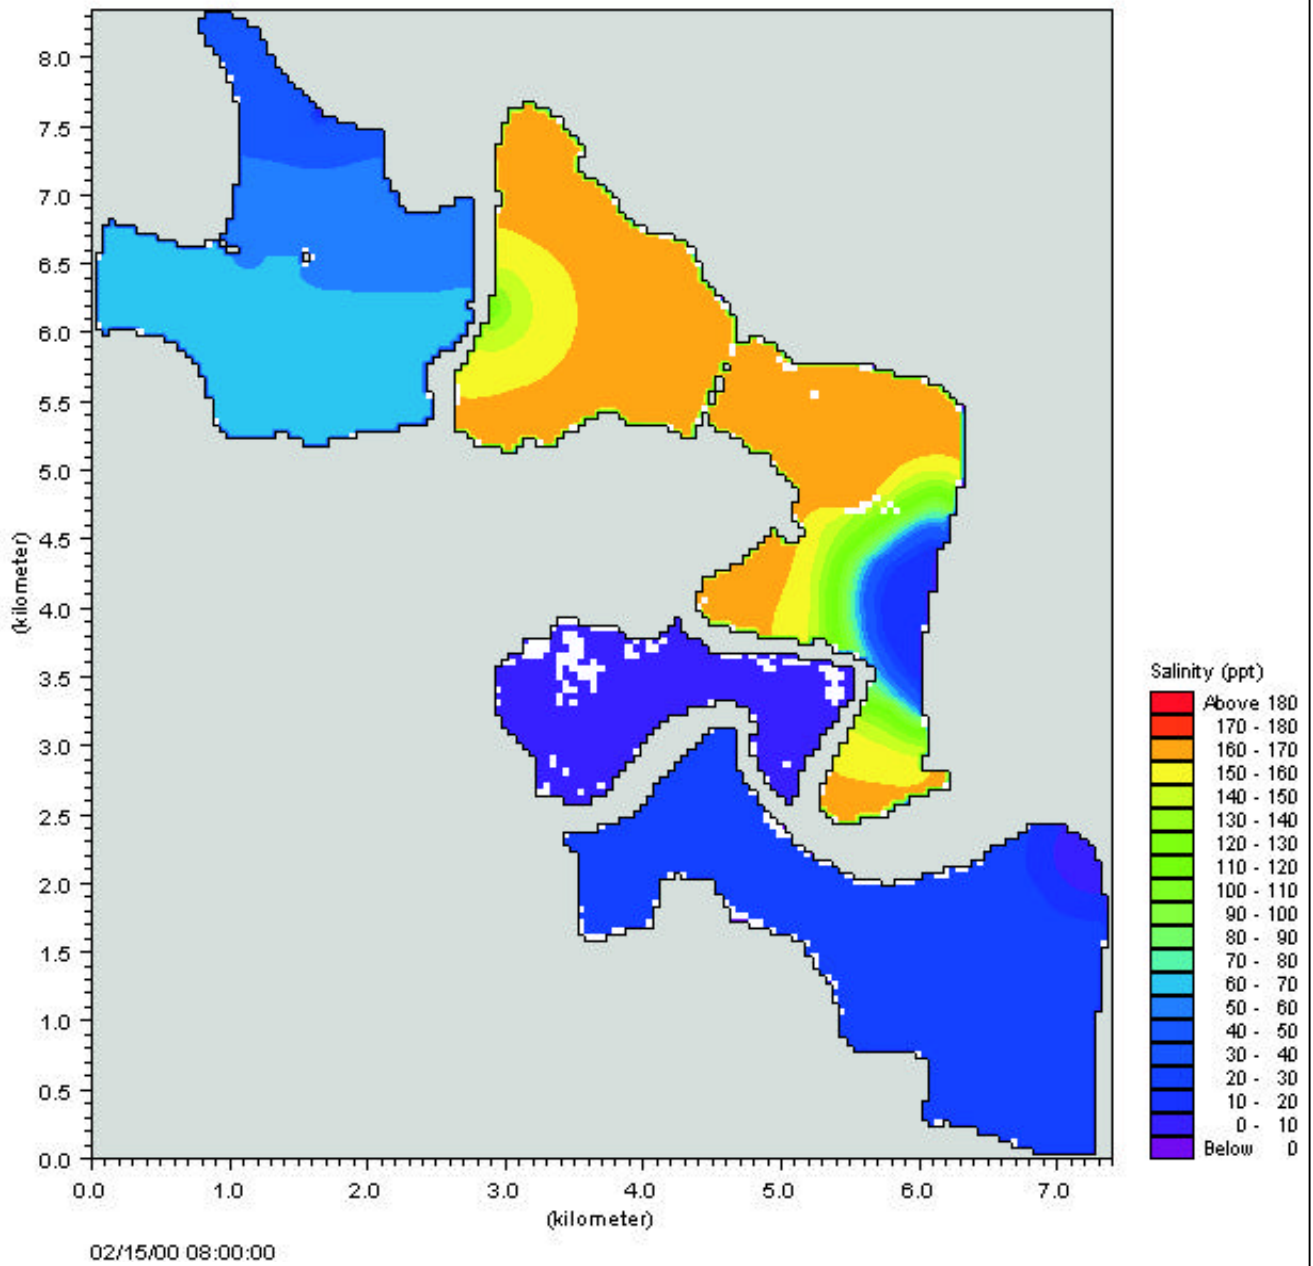 8.0
7.5
7.0
6.5
6.0
5.5
5.0
4.5
4.0
3.5
3.0
2.5
2.0
1.5
1.0
0.5
0.0
(kilometer)
0.0 1.0 2.0 3.0 4.0 5.0 6.0 7.0
(kilometer)
02/15/00 08:00:00
Salinity (ppt)
Above 180
170 - 180
160 - 170
150 - 160
140 - 150
130 - 140
120 - 130
110 - 120
100 - 110
90 - 100
80 - 90
70 - 80
60 - 70
50 - 60
40 - 50
30 - 40
20 - 30
10 - 20
0 - 10
Below 0